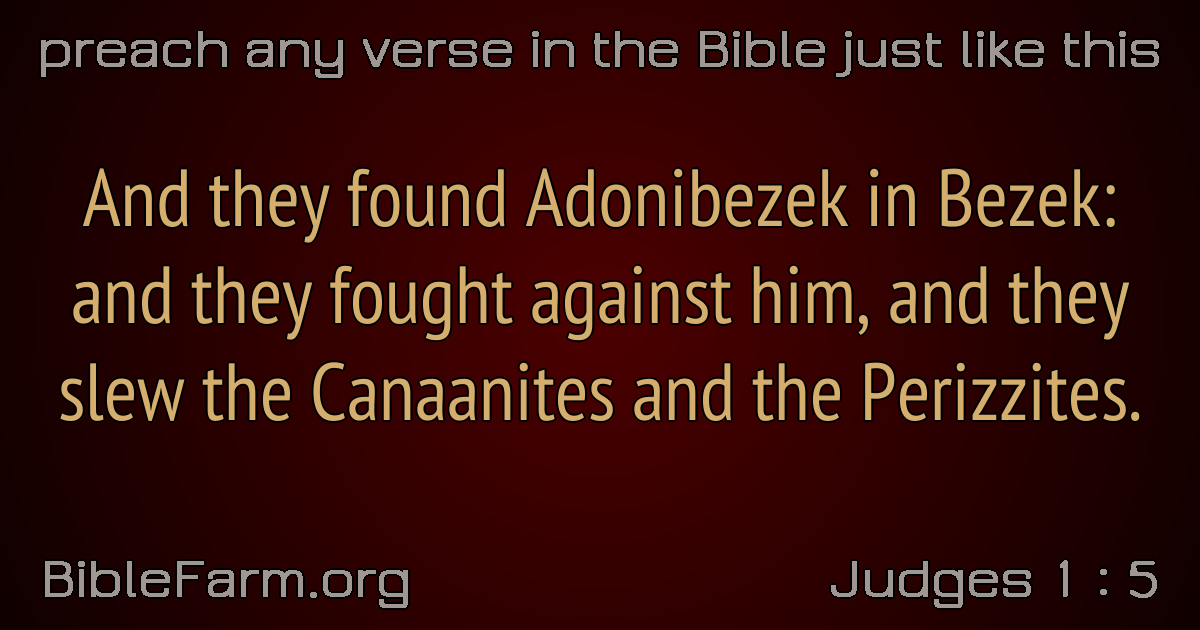 preach any verse in the Bible just like this
And they found Adonibezek in Bezek:
and they fought against him, and they
slew the Canaanites and the Perizzites.
BibleFarm.org
Judges 1 : 5